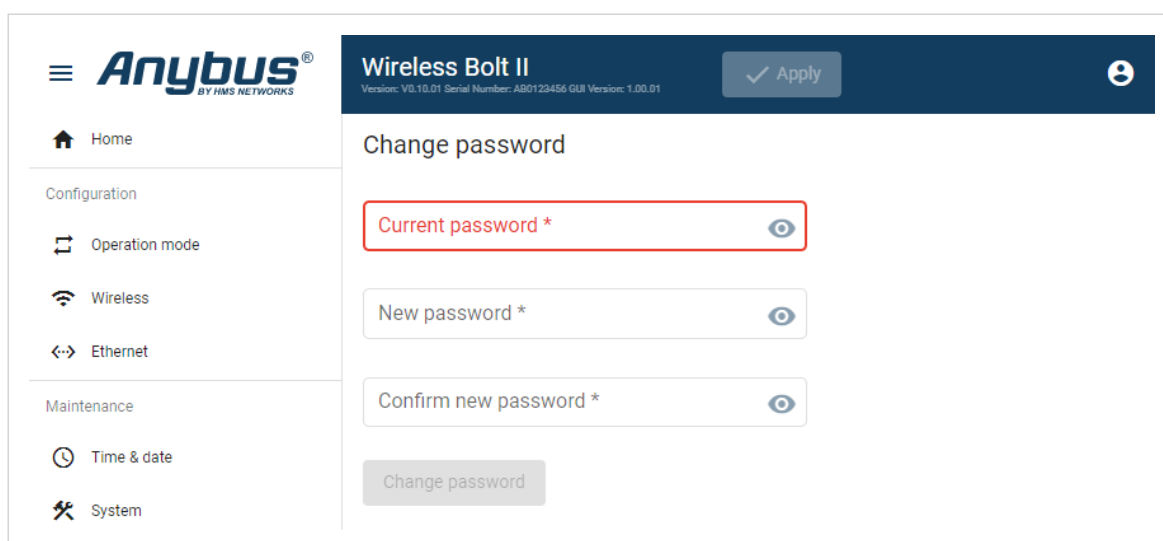 Anybus®
BY HMS NETWORKS
Wireless Bolt II
Version: V0.10.01 Serial Number: AB0123456 GUI Version: 1.00.01
Apply
Home
Configuration
Operation mode
Wireless
Ethernet
Maintenance
Time & date
System
Change password
Current password *
New password *
Confirm new password *
Change password